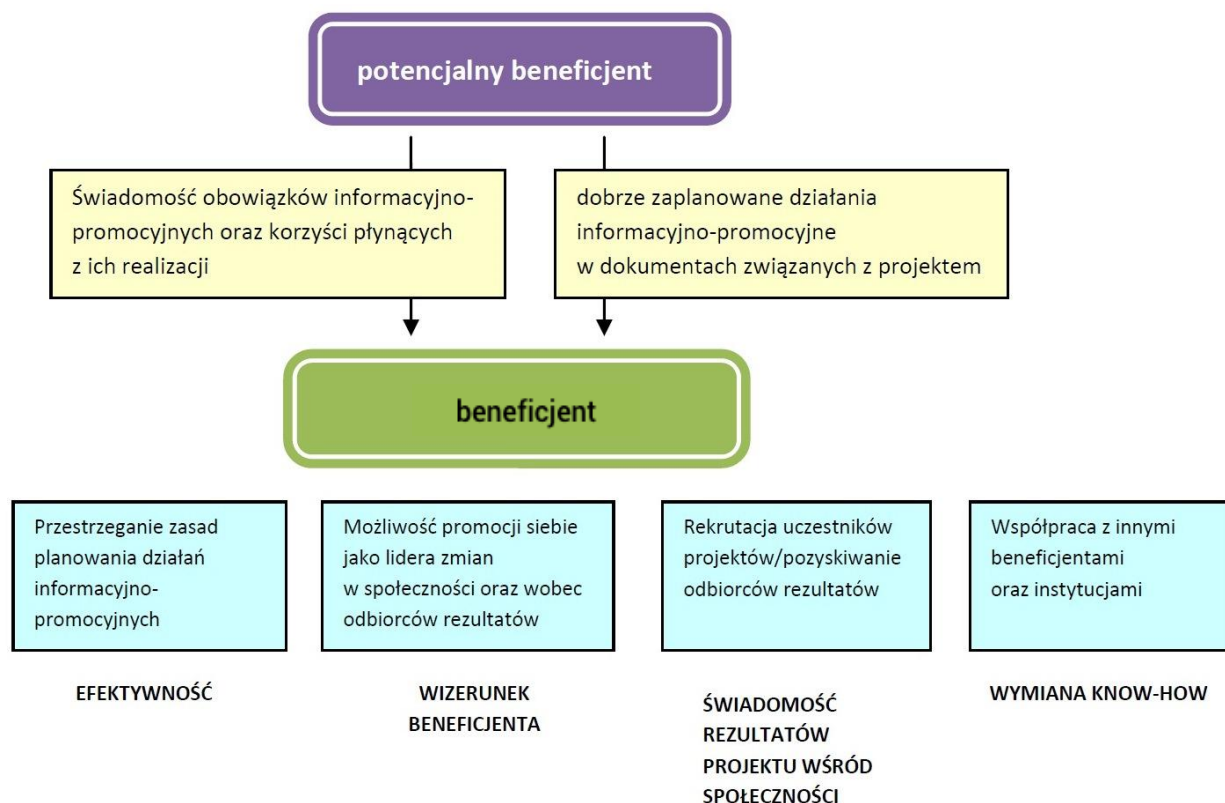 potencjalny beneficjent
Świadomość obowiązków informacyjno-
promocyjnych oraz korzyści płynących
z ich realizacji
dobrze zaplanowane działania
informacyjno-promocyjne
w dokumentach związanych z projektem
beneficjent
Przestrzeganie zasad
planowania działań
informacyjno-
promocyjnych
Możliwość promocji siebie
jako lidera zmian
w społeczności oraz wobec
odbiorców rezultatów
Rekrutacja uczestników
projektów/pozyskiwanie
odbiorców rezultatów
Współpraca z innymi
beneficjentami
oraz instytucjami
EFEKTYWNOŚĆ
WIZERUNEK
BENEFICJENTA
ŚWIADOMOŚĆ
REZULTATÓW
PROJEKTU WŚRÓD
SPOŁECZNOŚCI
WYMIANA KNOW-HOW